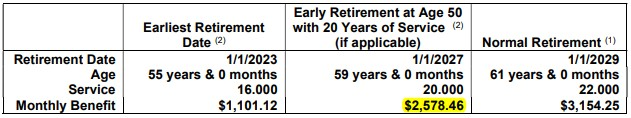 Earliest Retirement Date (2)
Early Retirement at Age 50 with 20 Years of Service (2) (if applicable)
Normal Retirement (1)
Retirement Date 1/1/2023 1/1/2027 1/1/2029
Age 55 years & 0 months 59 years & 0 months 61 years & 0 months
Service 16.000 20.000 22.000
Monthly Benefit $1,101.12 $2,578.46 $3,154.25